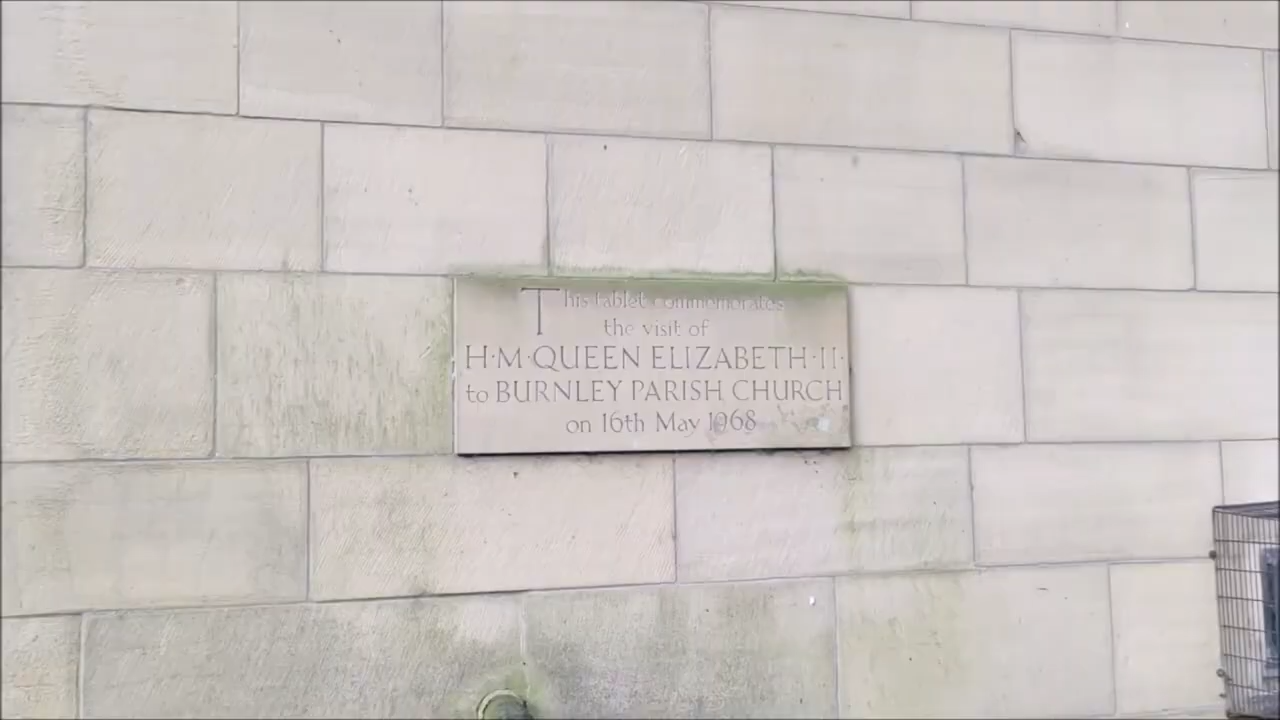 This tablet commemorates
the visit of
H·M·QUEEN ELIZABETH·II·
to BURNLEY PARISH CHURCH
on 16th May 1968